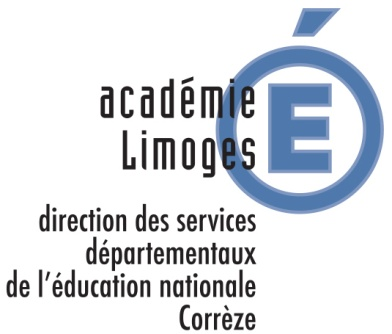 académie
Limoges
É
direction des services
départementaux
de l'éducation nationale
Corrèze